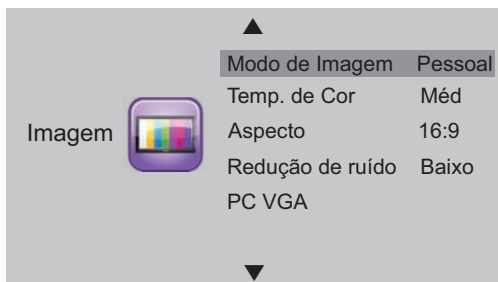 Imagem
Modo de Imagem Pessoal
Temp. de Cor Méd
Aspecto 16:9
Redução de ruído Baixo
PC VGA